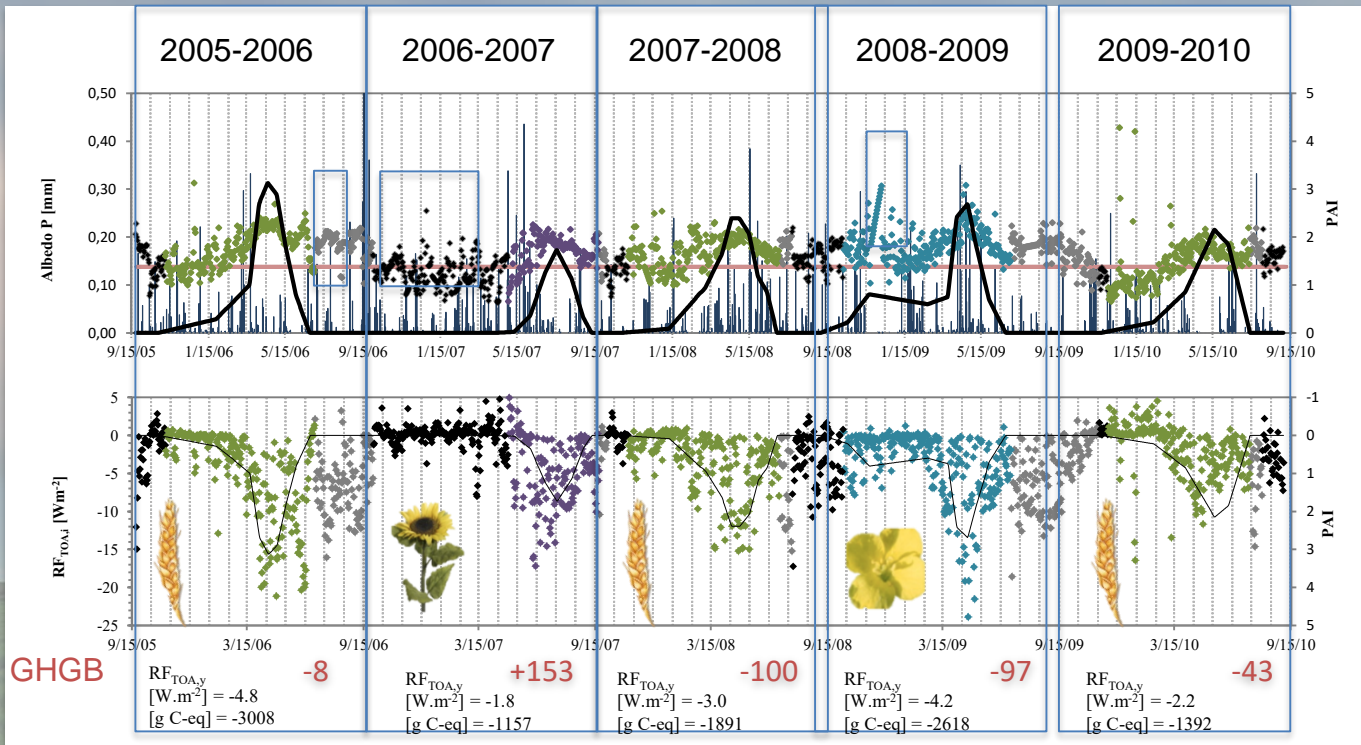 2005-2006 2006-2007 2007-2008 2008-2009 2009-2010
Albedo P [mm]
0,50 5
0,40 4
0,30 3
0,20 2
0,10 1
0,00 0
PAI
9/15/05 1/15/06 5/15/06 9/15/06 1/15/07 5/15/07 9/15/07 1/15/08 5/15/08 9/15/08 1/15/09 5/15/09 9/15/09 1/15/10 5/15/10 9/15/10
RF_TOA,i [Wm-2]
5 -1
0 0
-5 1
-10 2
-15 3
-20 4
-25 5
PAI
9/15/05 3/15/06 9/15/06 3/15/07 9/15/07 3/15/08 9/15/08 3/15/09 9/15/09 3/15/10 9/15/10
GHGB -8 +153 -100 -97 -43
RF_TOA,y
[W.m-2] = -4.8
[g C-eq] = -3008
RF_TOA,y
[W.m-2] = -1.8
[g C-eq] = -1157
RF_TOA,y
[W.m-2] = -3.0
[g C-eq] = -1891
RF_TOA,y
[W.m-2] = -4.2
[g C-eq] = -2618
RF_TOA,y
[W.m-2] = -2.2
[g C-eq] = -1392